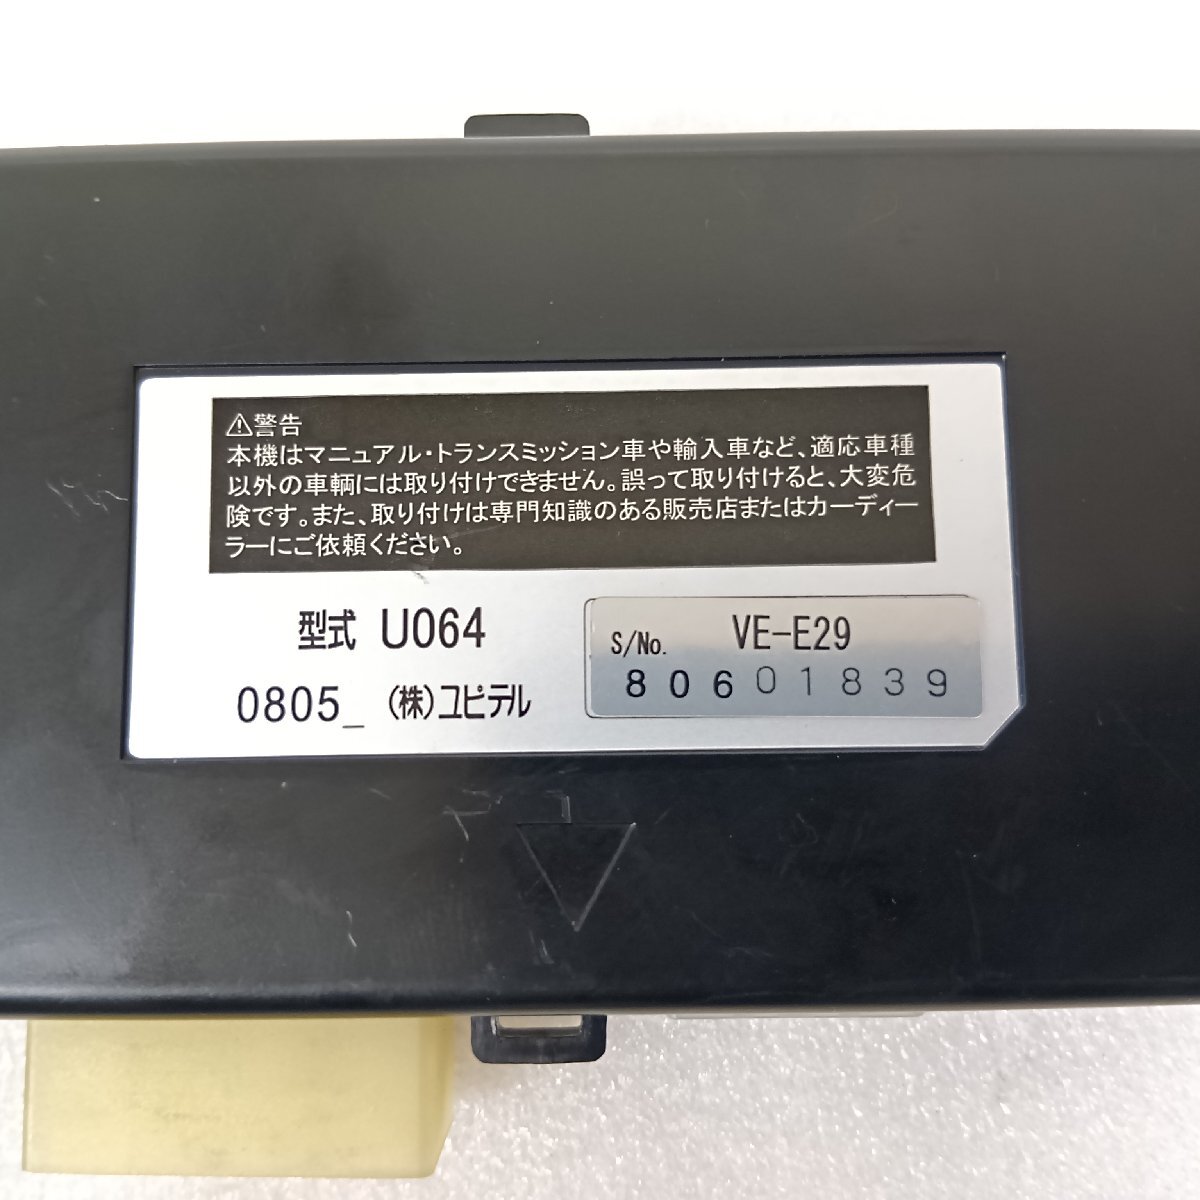 ⚠警告
本機はマニュアル・トランスミッション車や輸入車など、適応車種
以外の車輌には取り付けできません。誤って取り付けると、大変危
険です。また、取り付けは専門知識のある販売店またはカーディー
ラーにご依頼ください。
型式 U064
0805_ (株)ユピテル
S/No. VE-E29
80601839